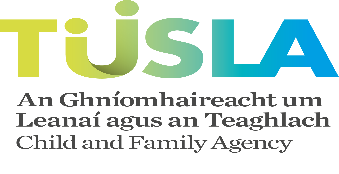 TUSLA
An Ghníomhaireacht um
Leanaí agus an Teaghlach
Child and Family Agency